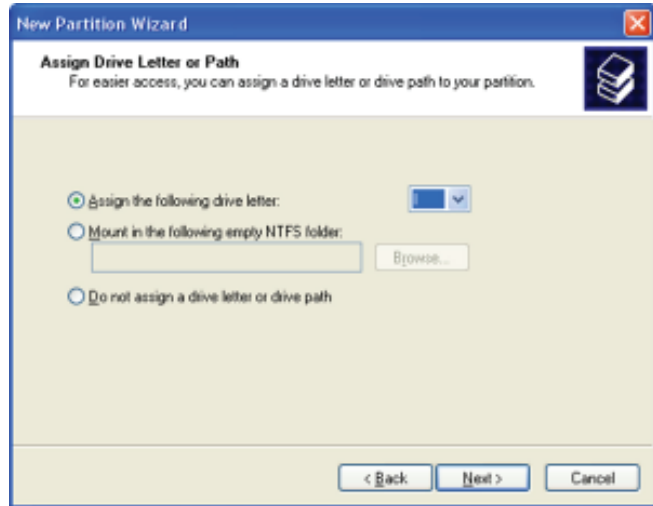 New Partition Wizard
Assign Drive Letter or Path
For easier access, you can assign a drive letter or drive path to your partition.
Assign the following drive letter:
Mount in the following empty NTFS folder:
Browse...
Do not assign a drive letter or drive path
< Back Next > Cancel